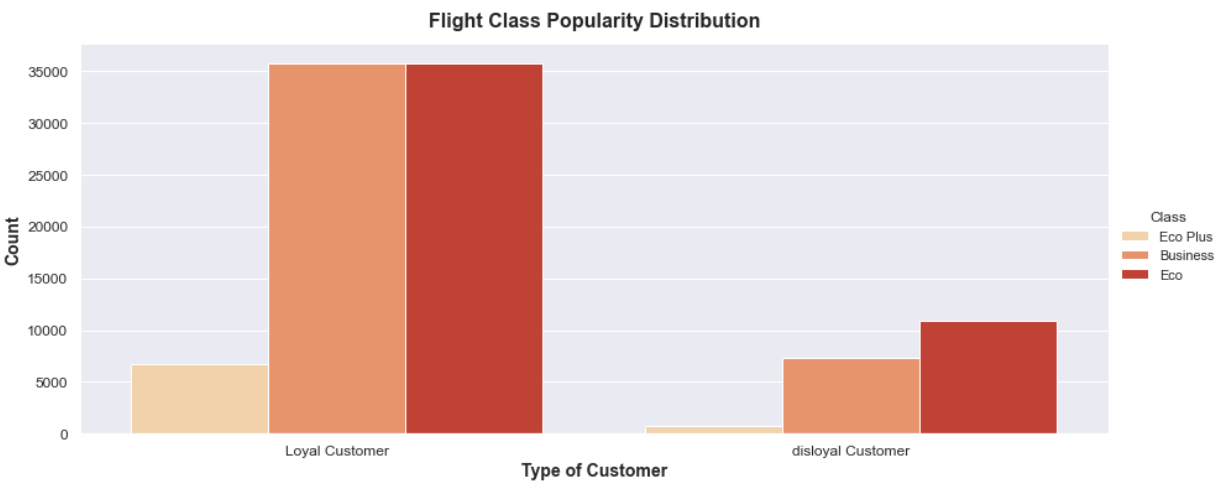 Flight Class Popularity Distribution
Count
35000
30000
25000
20000
15000
10000
5000
0
Loyal Customer
disloyal Customer
Type of Customer
Class
Eco Plus
Business
Eco